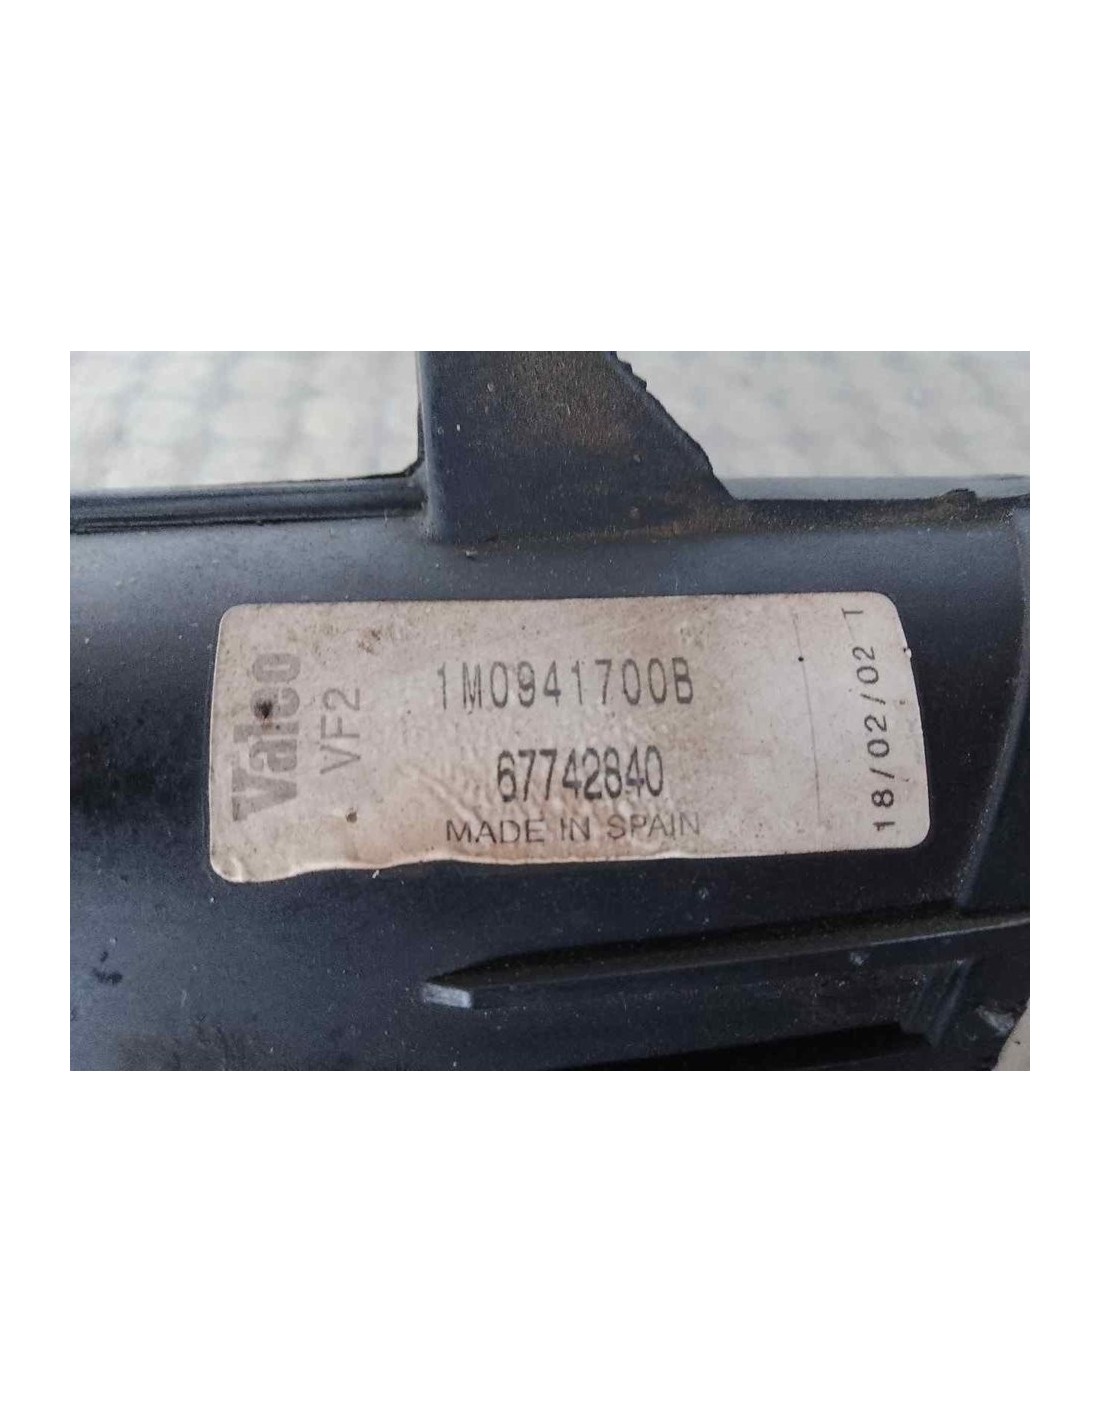 Valeo
VF2
1M0941700B
67742840
MADE IN SPAIN
18/02/02 T